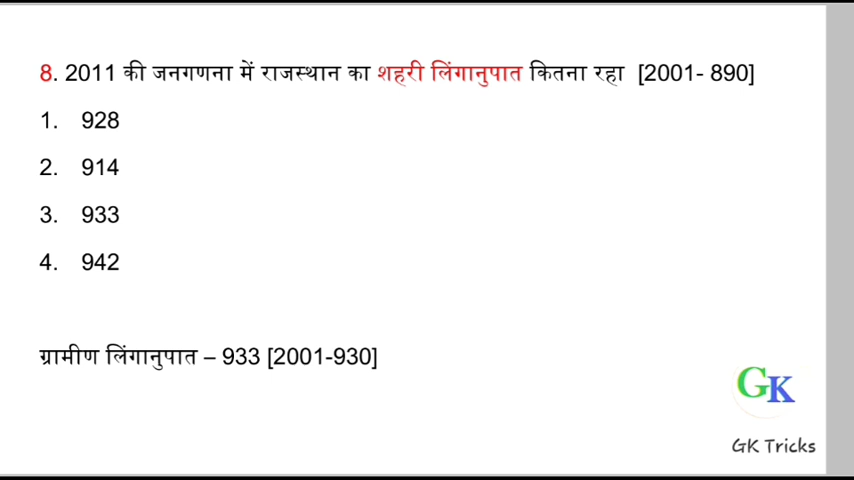 8. 2011 की जनगणना में राजस्थान का शहरी लिंगानुपात कितना रहा [2001- 890]
1. 928
2. 914
3. 933
4. 942
ग्रामीण लिंगानुपात – 933 [2001-930]
GK
GK Tricks